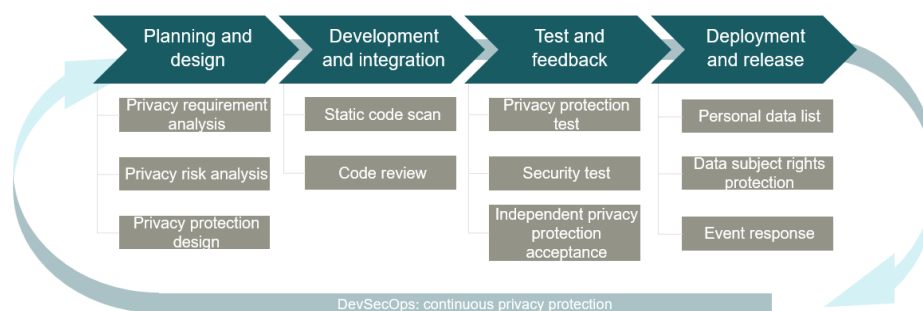 Planning and
design
Development
and integration
Test and
feedback
Deployment
and release
Privacy requirement
analysis
Privacy risk analysis
Privacy protection
design
Static code scan
Code review
Privacy protection
test
Security test
Independent privacy
protection
acceptance
Personal data list
Data subject rights
protection
Event response
DevSecOps: continuous privacy protection